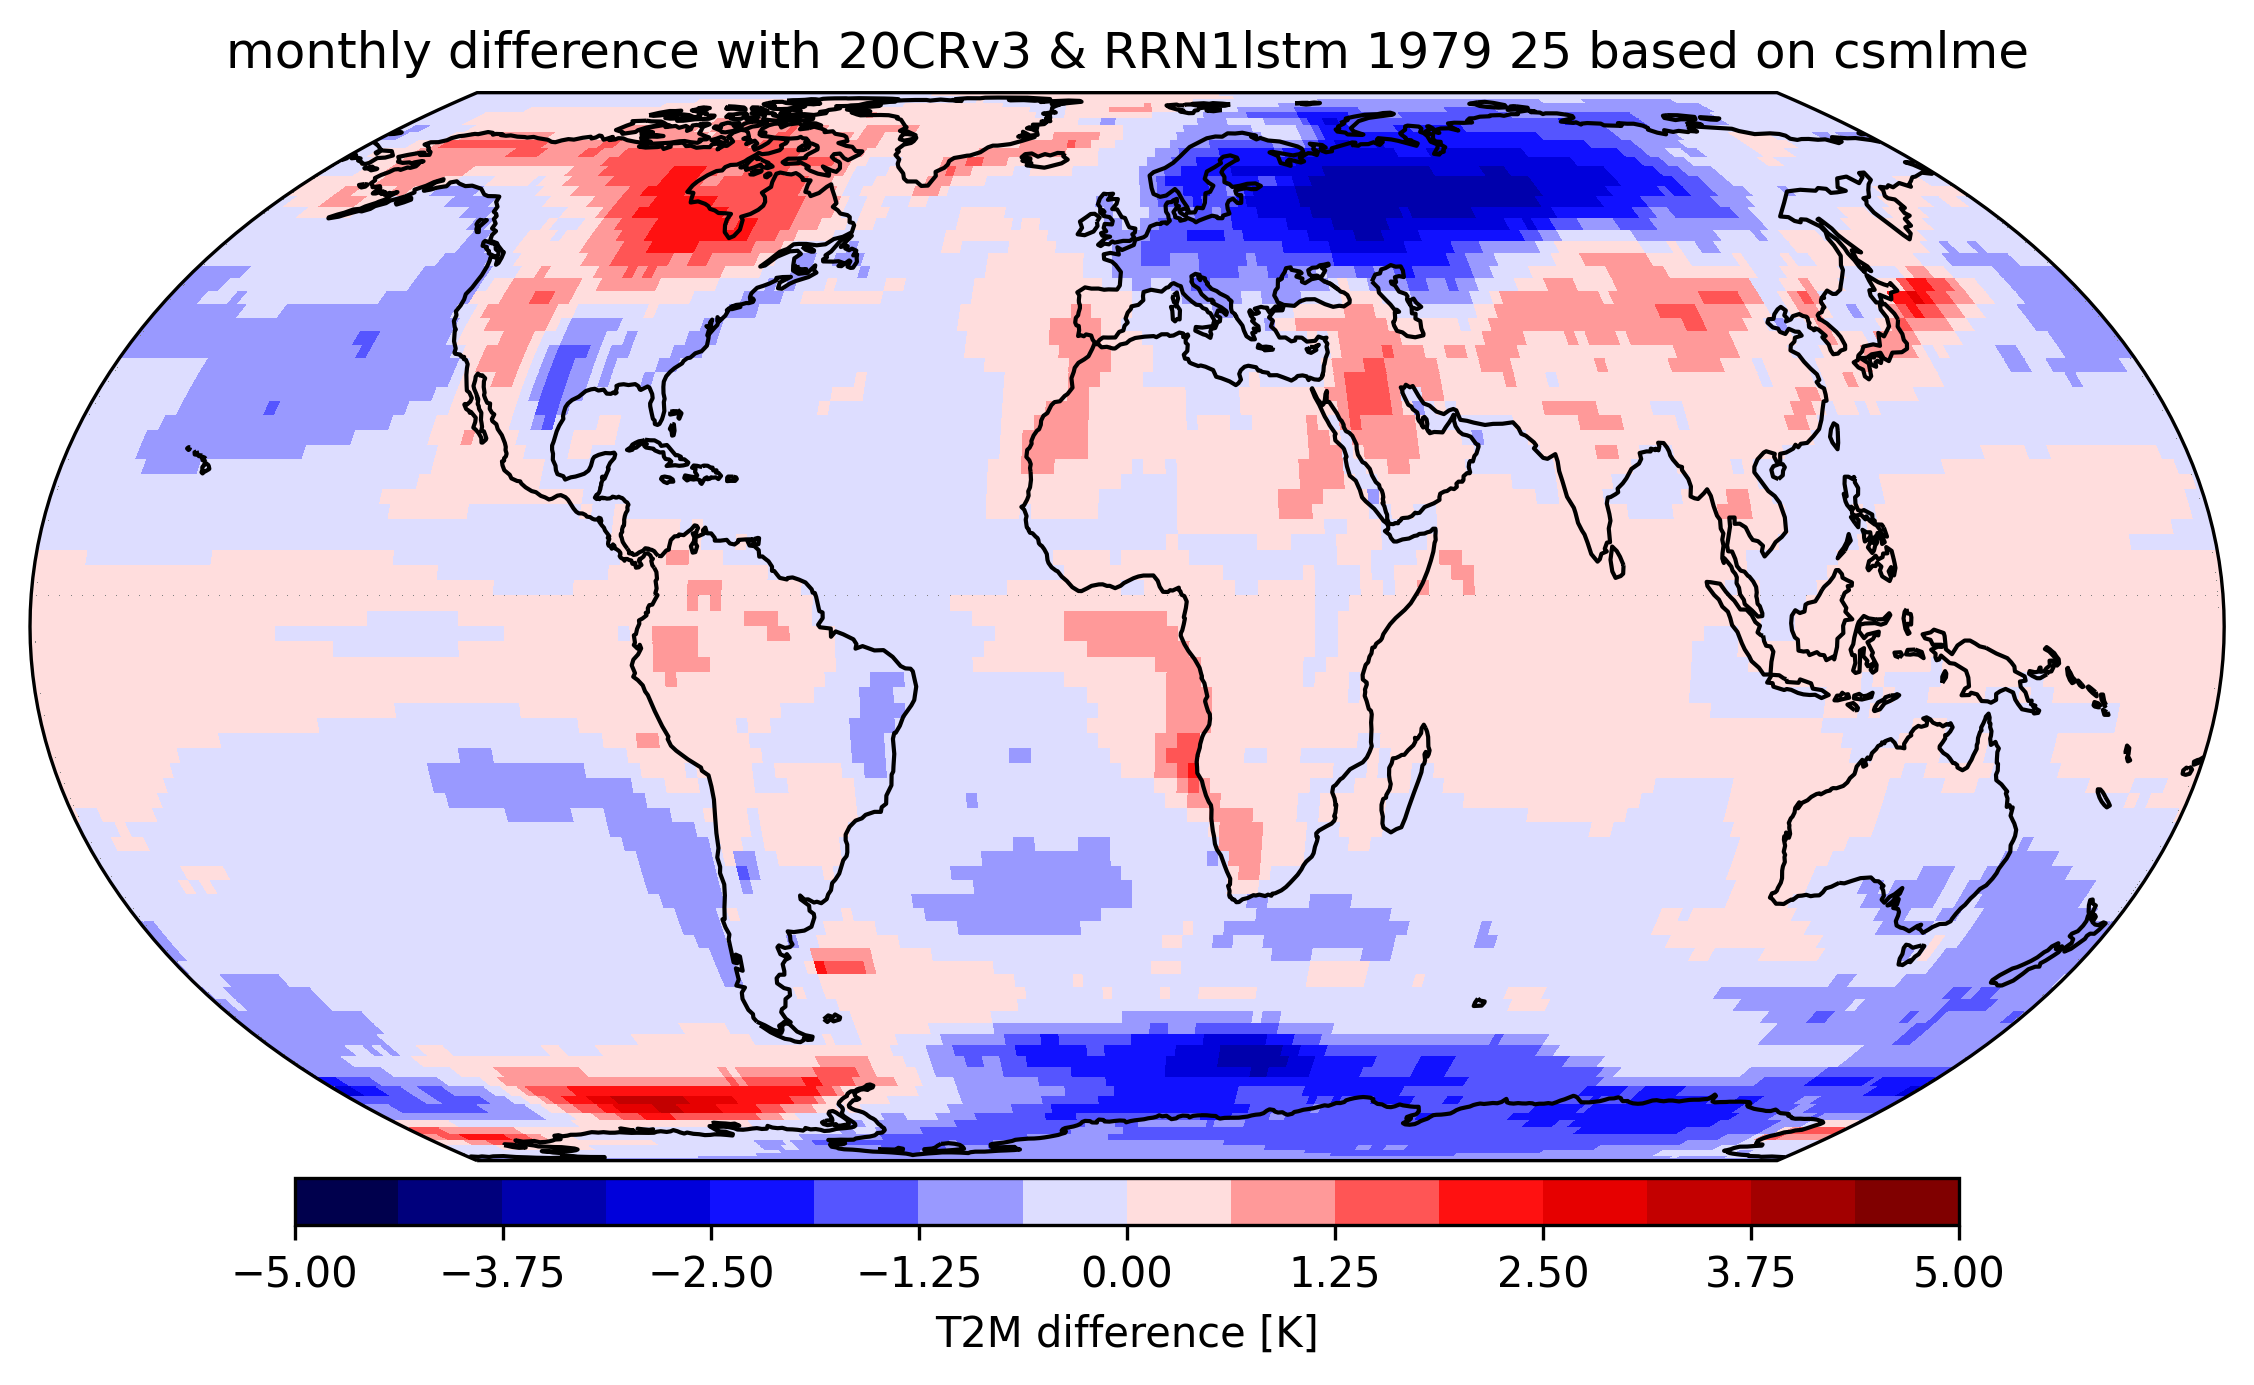 monthly difference with 20CRv3 & RRN1lstm 1979 25 based on csmlme
−5.00 −3.75 −2.50 −1.25 0.00 1.25 2.50 3.75 5.00
T2M difference [K]